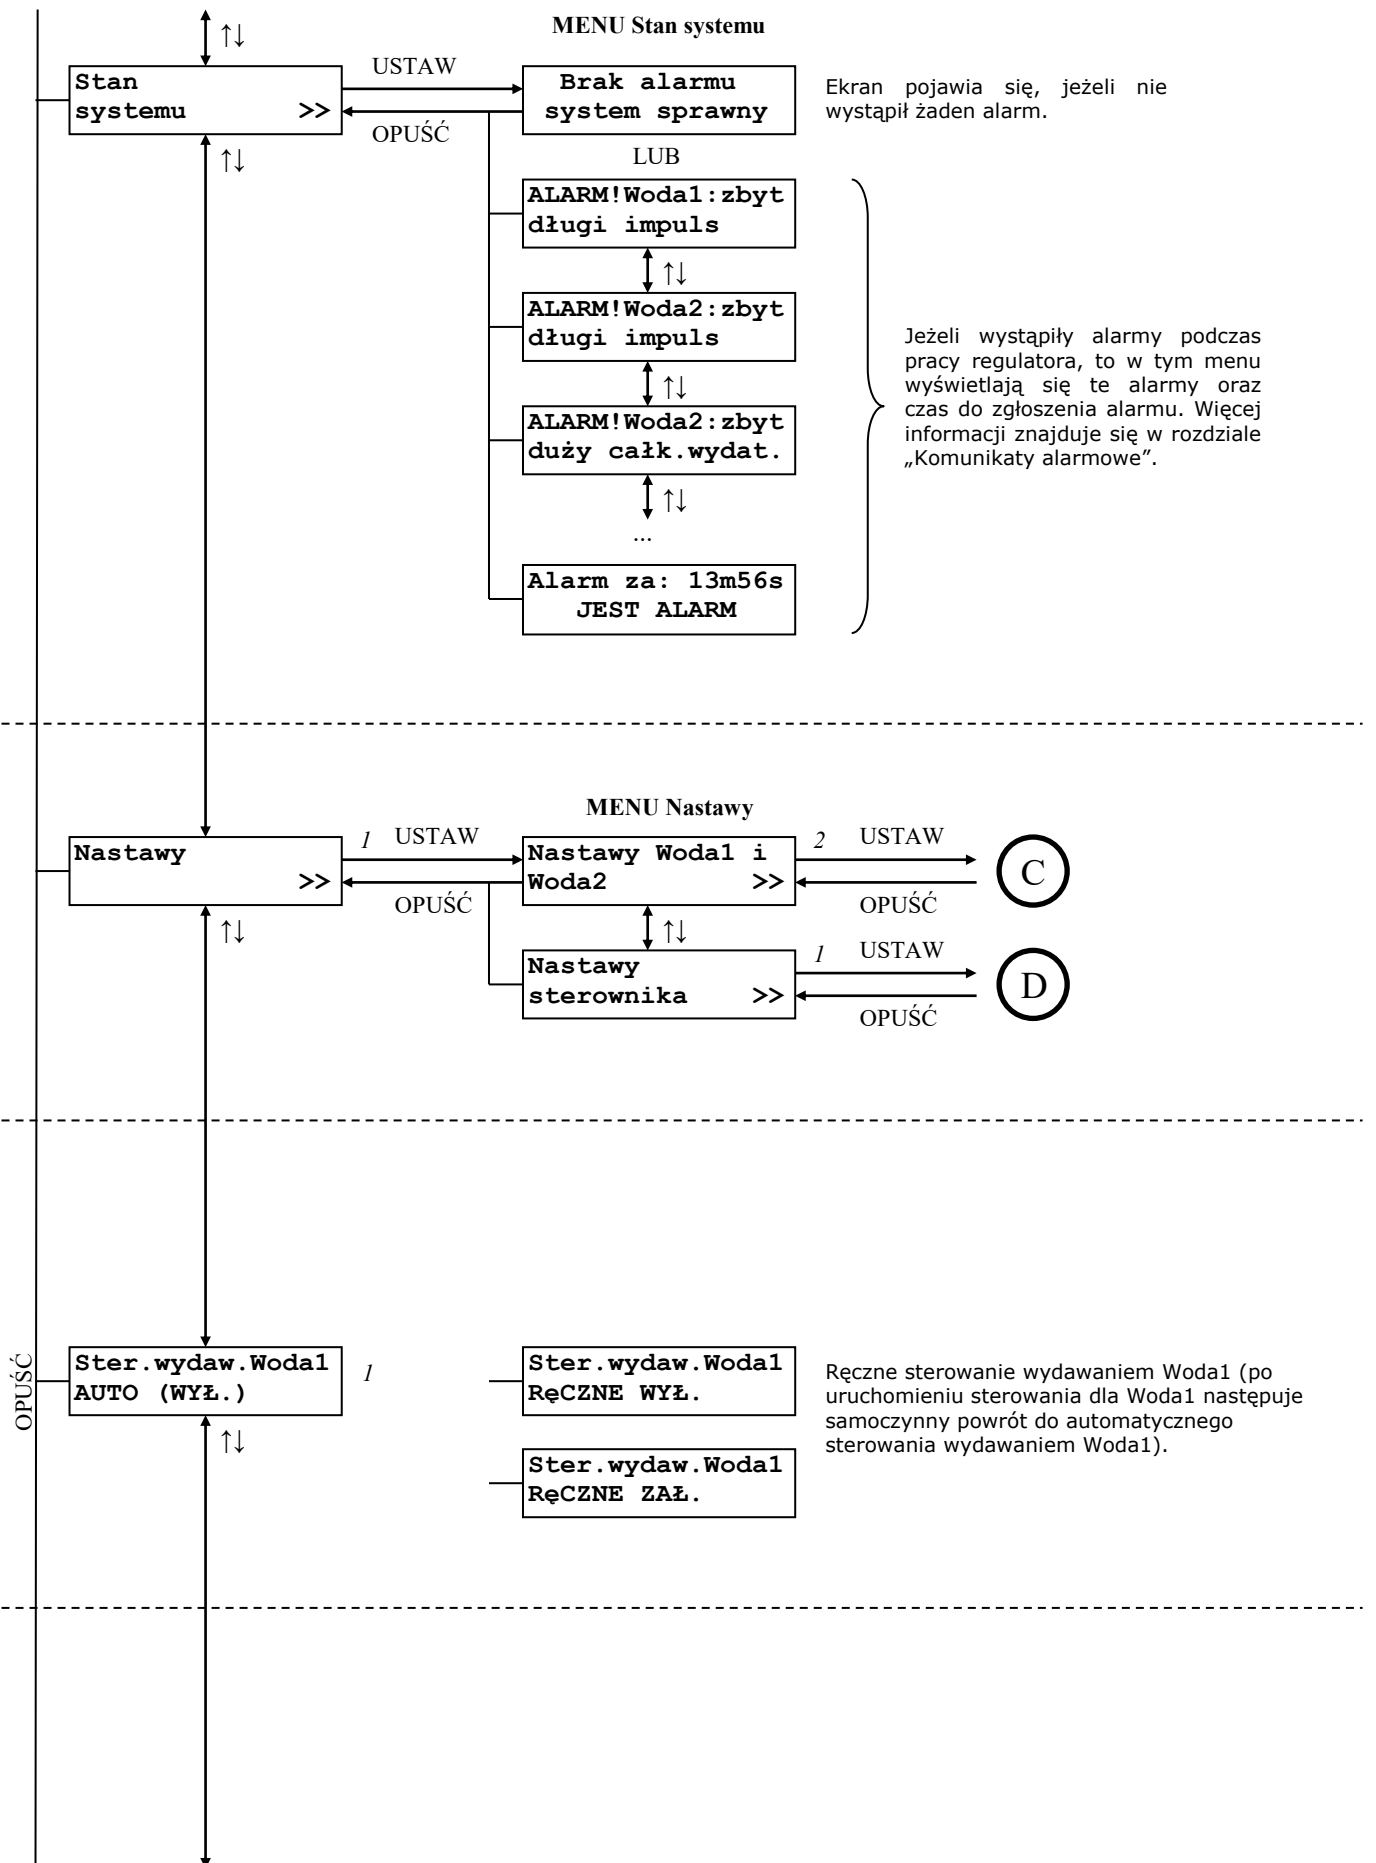 MENU Stan systemu
↑↓
Stan
systemu >>
USTAW
OPUŚĆ
Brak alarmu
system sprawny
Ekran pojawia się, jeżeli nie
wystąpił żaden alarm.
↑↓
LUB
ALARM!Woda1:zbyt
długi impuls
↑↓
ALARM!Woda2:zbyt
długi impuls
↑↓
ALARM!Woda2:zbyt
duży całk.wydat.
↑↓
...
Alarm za: 13m56s
JEST ALARM
Jeżeli wystąpiły alarmy podczas
pracy regulatora, to w tym menu
wyświetlają się te alarmy oraz
czas do zgłoszenia alarmu. Więcej
informacji znajduje się w rozdziale
„Komunikaty alarmowe”.
MENU Nastawy
Nastawy
>>
1 USTAW
OPUŚĆ
Nastawy Woda1 i
Woda2 >>
2 USTAW
OPUŚĆ
C
↑↓
↑↓
Nastawy
sterownika >>
1 USTAW
OPUŚĆ
D
OPUŚĆ
Ster.wydaw.Woda1
AUTO (WYŁ.)
1
↑↓
Ster.wydaw.Woda1
RęCZNE WYŁ.
Ster.wydaw.Woda1
RęCZNE ZAŁ.
Ręczne sterowanie wydawaniem Woda1 (po
uruchomieniu sterowania dla Woda1 następuje
samoczynny powrót do automatycznego
sterowania wydawaniem Woda1).